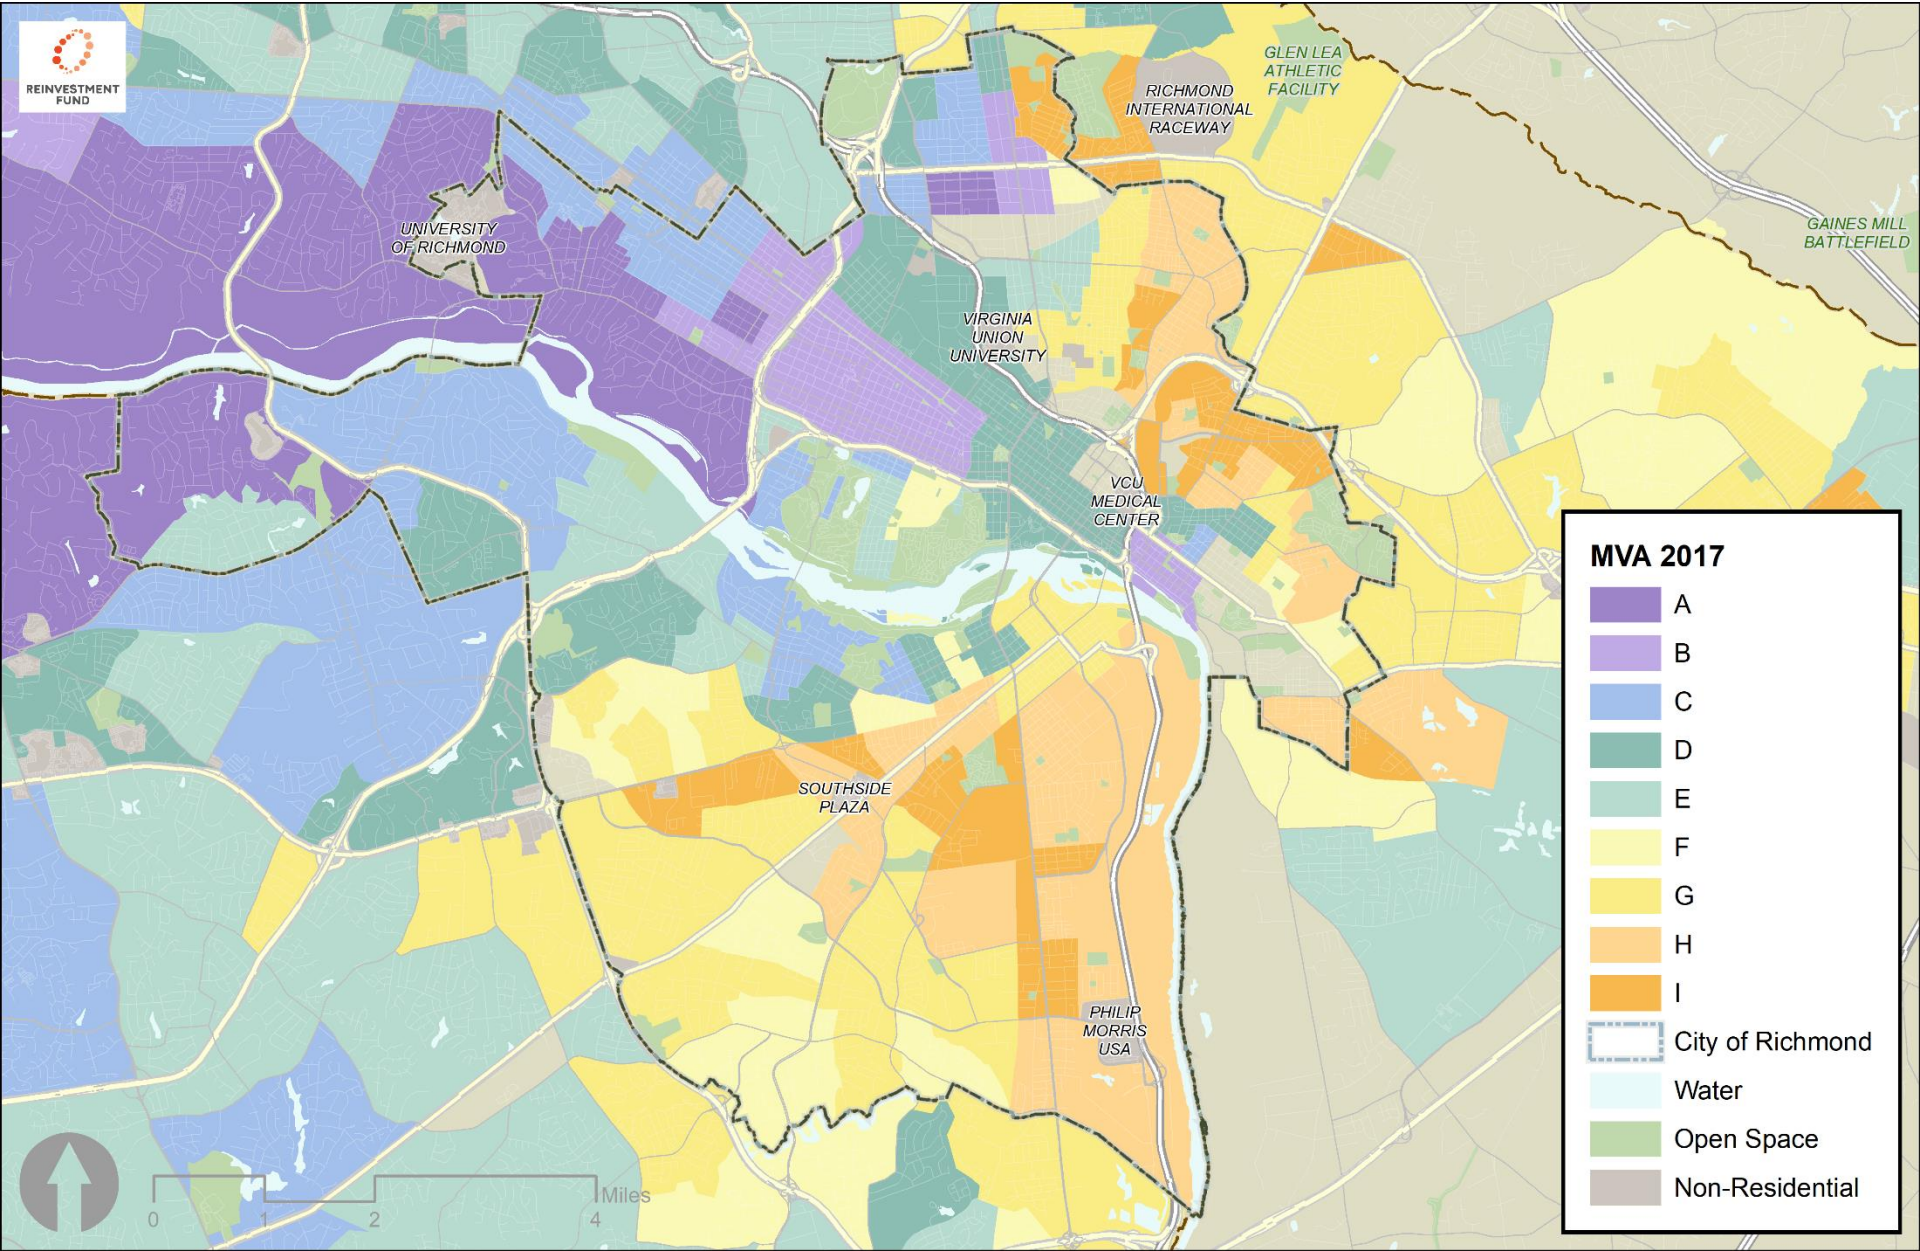 REINVESTMENT
FUND
GLEN LEA
ATHLETIC
FACILITY
RICHMOND
INTERNATIONAL
RACEWAY
UNIVERSITY
OF RICHMOND
GAINES MILL
BATTLEFIELD
VIRGINIA
UNION
UNIVERSITY
VCU
MEDICAL
CENTER
SOUTHSIDE
PLAZA
PHILIP
MORRIS
USA
MVA 2017
A
B
C
D
E
F
G
H
I
City of Richmond
Water
Open Space
Non-Residential
Miles
0 1 2 4